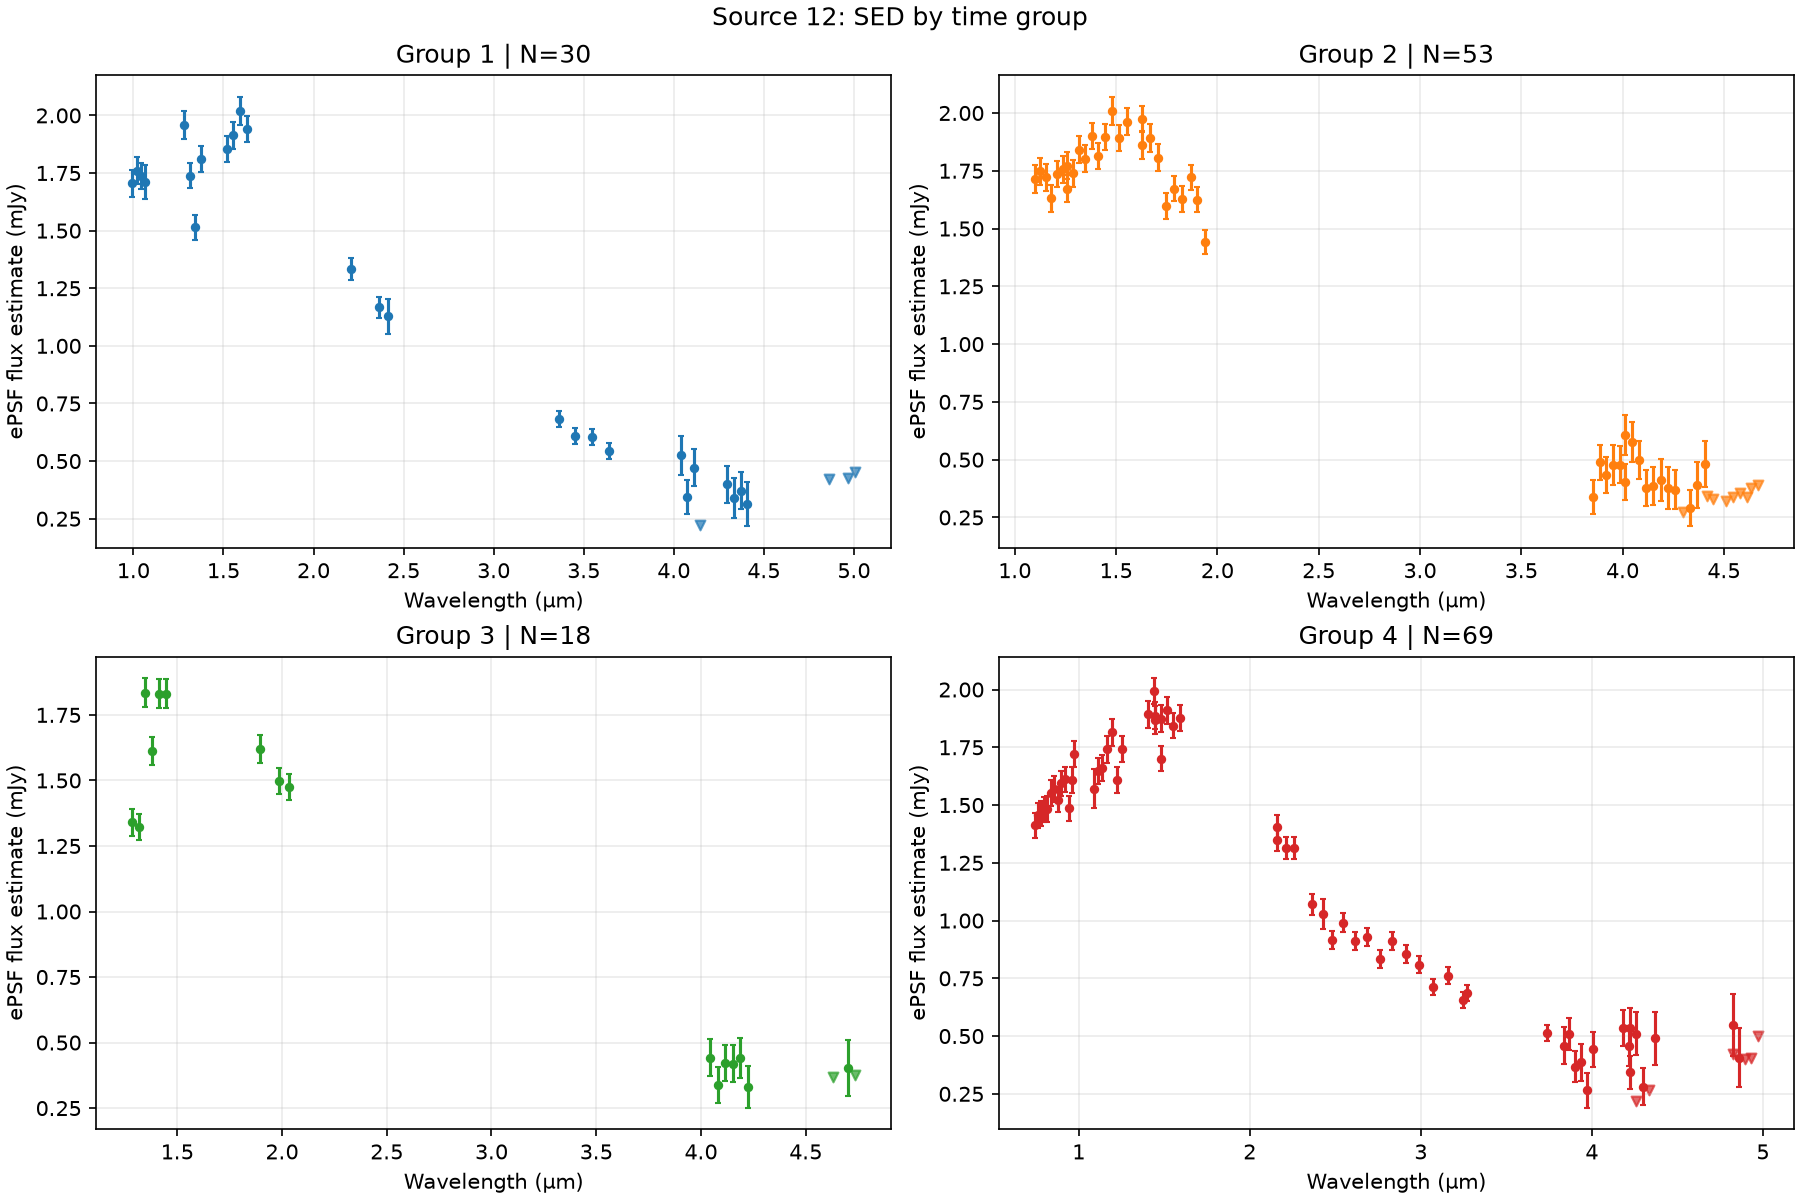 Source 12: SED by time group
Group 1 | N=30
ePSF flux estimate (mJy)
2.00
1.75
1.50
1.25
1.00
0.75
0.50
0.25
1.0 1.5 2.0 2.5 3.0 3.5 4.0 4.5 5.0
Wavelength (μm)
Group 2 | N=53
ePSF flux estimate (mJy)
2.00
1.75
1.50
1.25
1.00
0.75
0.50
0.25
1.0 1.5 2.0 2.5 3.0 3.5 4.0 4.5
Wavelength (μm)
Group 3 | N=18
ePSF flux estimate (mJy)
1.75
1.50
1.25
1.00
0.75
0.50
0.25
1.5 2.0 2.5 3.0 3.5 4.0 4.5
Wavelength (μm)
Group 4 | N=69
ePSF flux estimate (mJy)
2.00
1.75
1.50
1.25
1.00
0.75
0.50
0.25
1 2 3 4 5
Wavelength (μm)